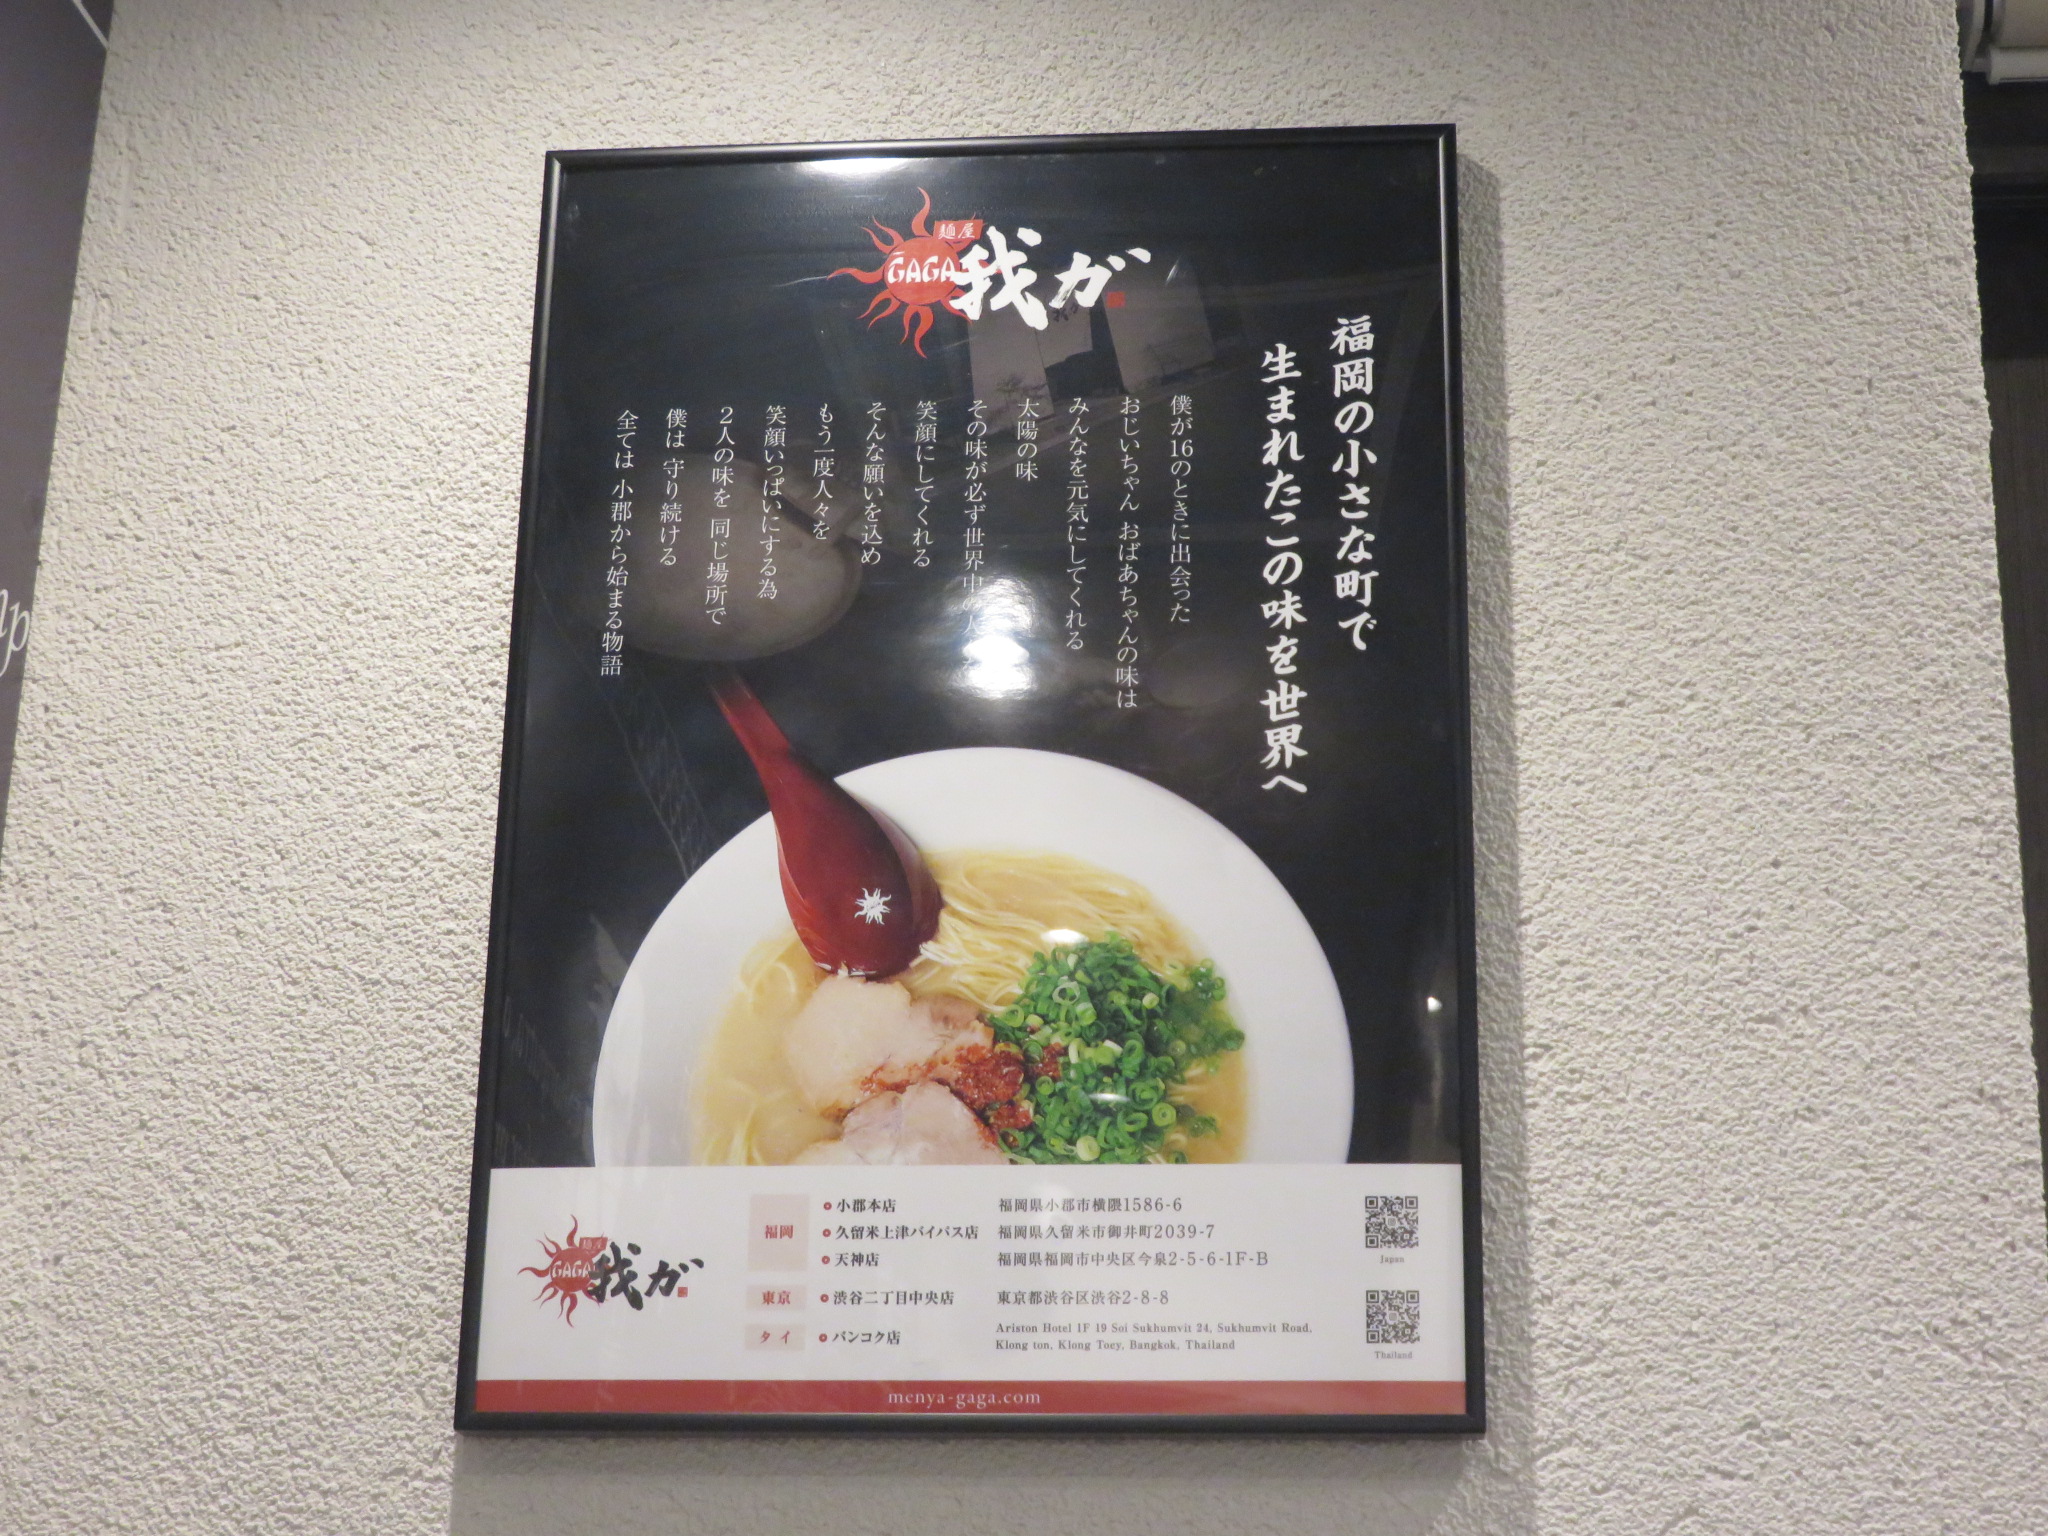 麺屋
GAGA 我が
福岡の小さな町で
生まれたこの味を世界へ
僕が16のときに出会った
おじいちゃん おばあちゃんの味は
みんなを元気にしてくれる
太陽の味
その味が必ず世界中の人
笑顔にしてくれる
そんな願いを込め
もう一度人々を
笑顔いっぱいにする為
2人の味を 同じ場所で
僕は 守り続ける
全ては 小郡から始まる物語
麺屋
GAGA 我が
福岡
小郡本店 福岡県小郡市横隈1586-6
久留米上津バイパス店 福岡県久留米市御井町2039-7
天神店 福岡県福岡市中央区今泉2-5-6-1F-B
東京
渋谷二丁目中央店 東京都渋谷区渋谷2-8-8
タイ
バンコク店 Ariston Hotel 1F 19 Soi Sukhumvit 24, Sukhumvit Road,
Klong ton, Klong Toey, Bangkok, Thailand
Japan
Thailand
menya-gaga.com